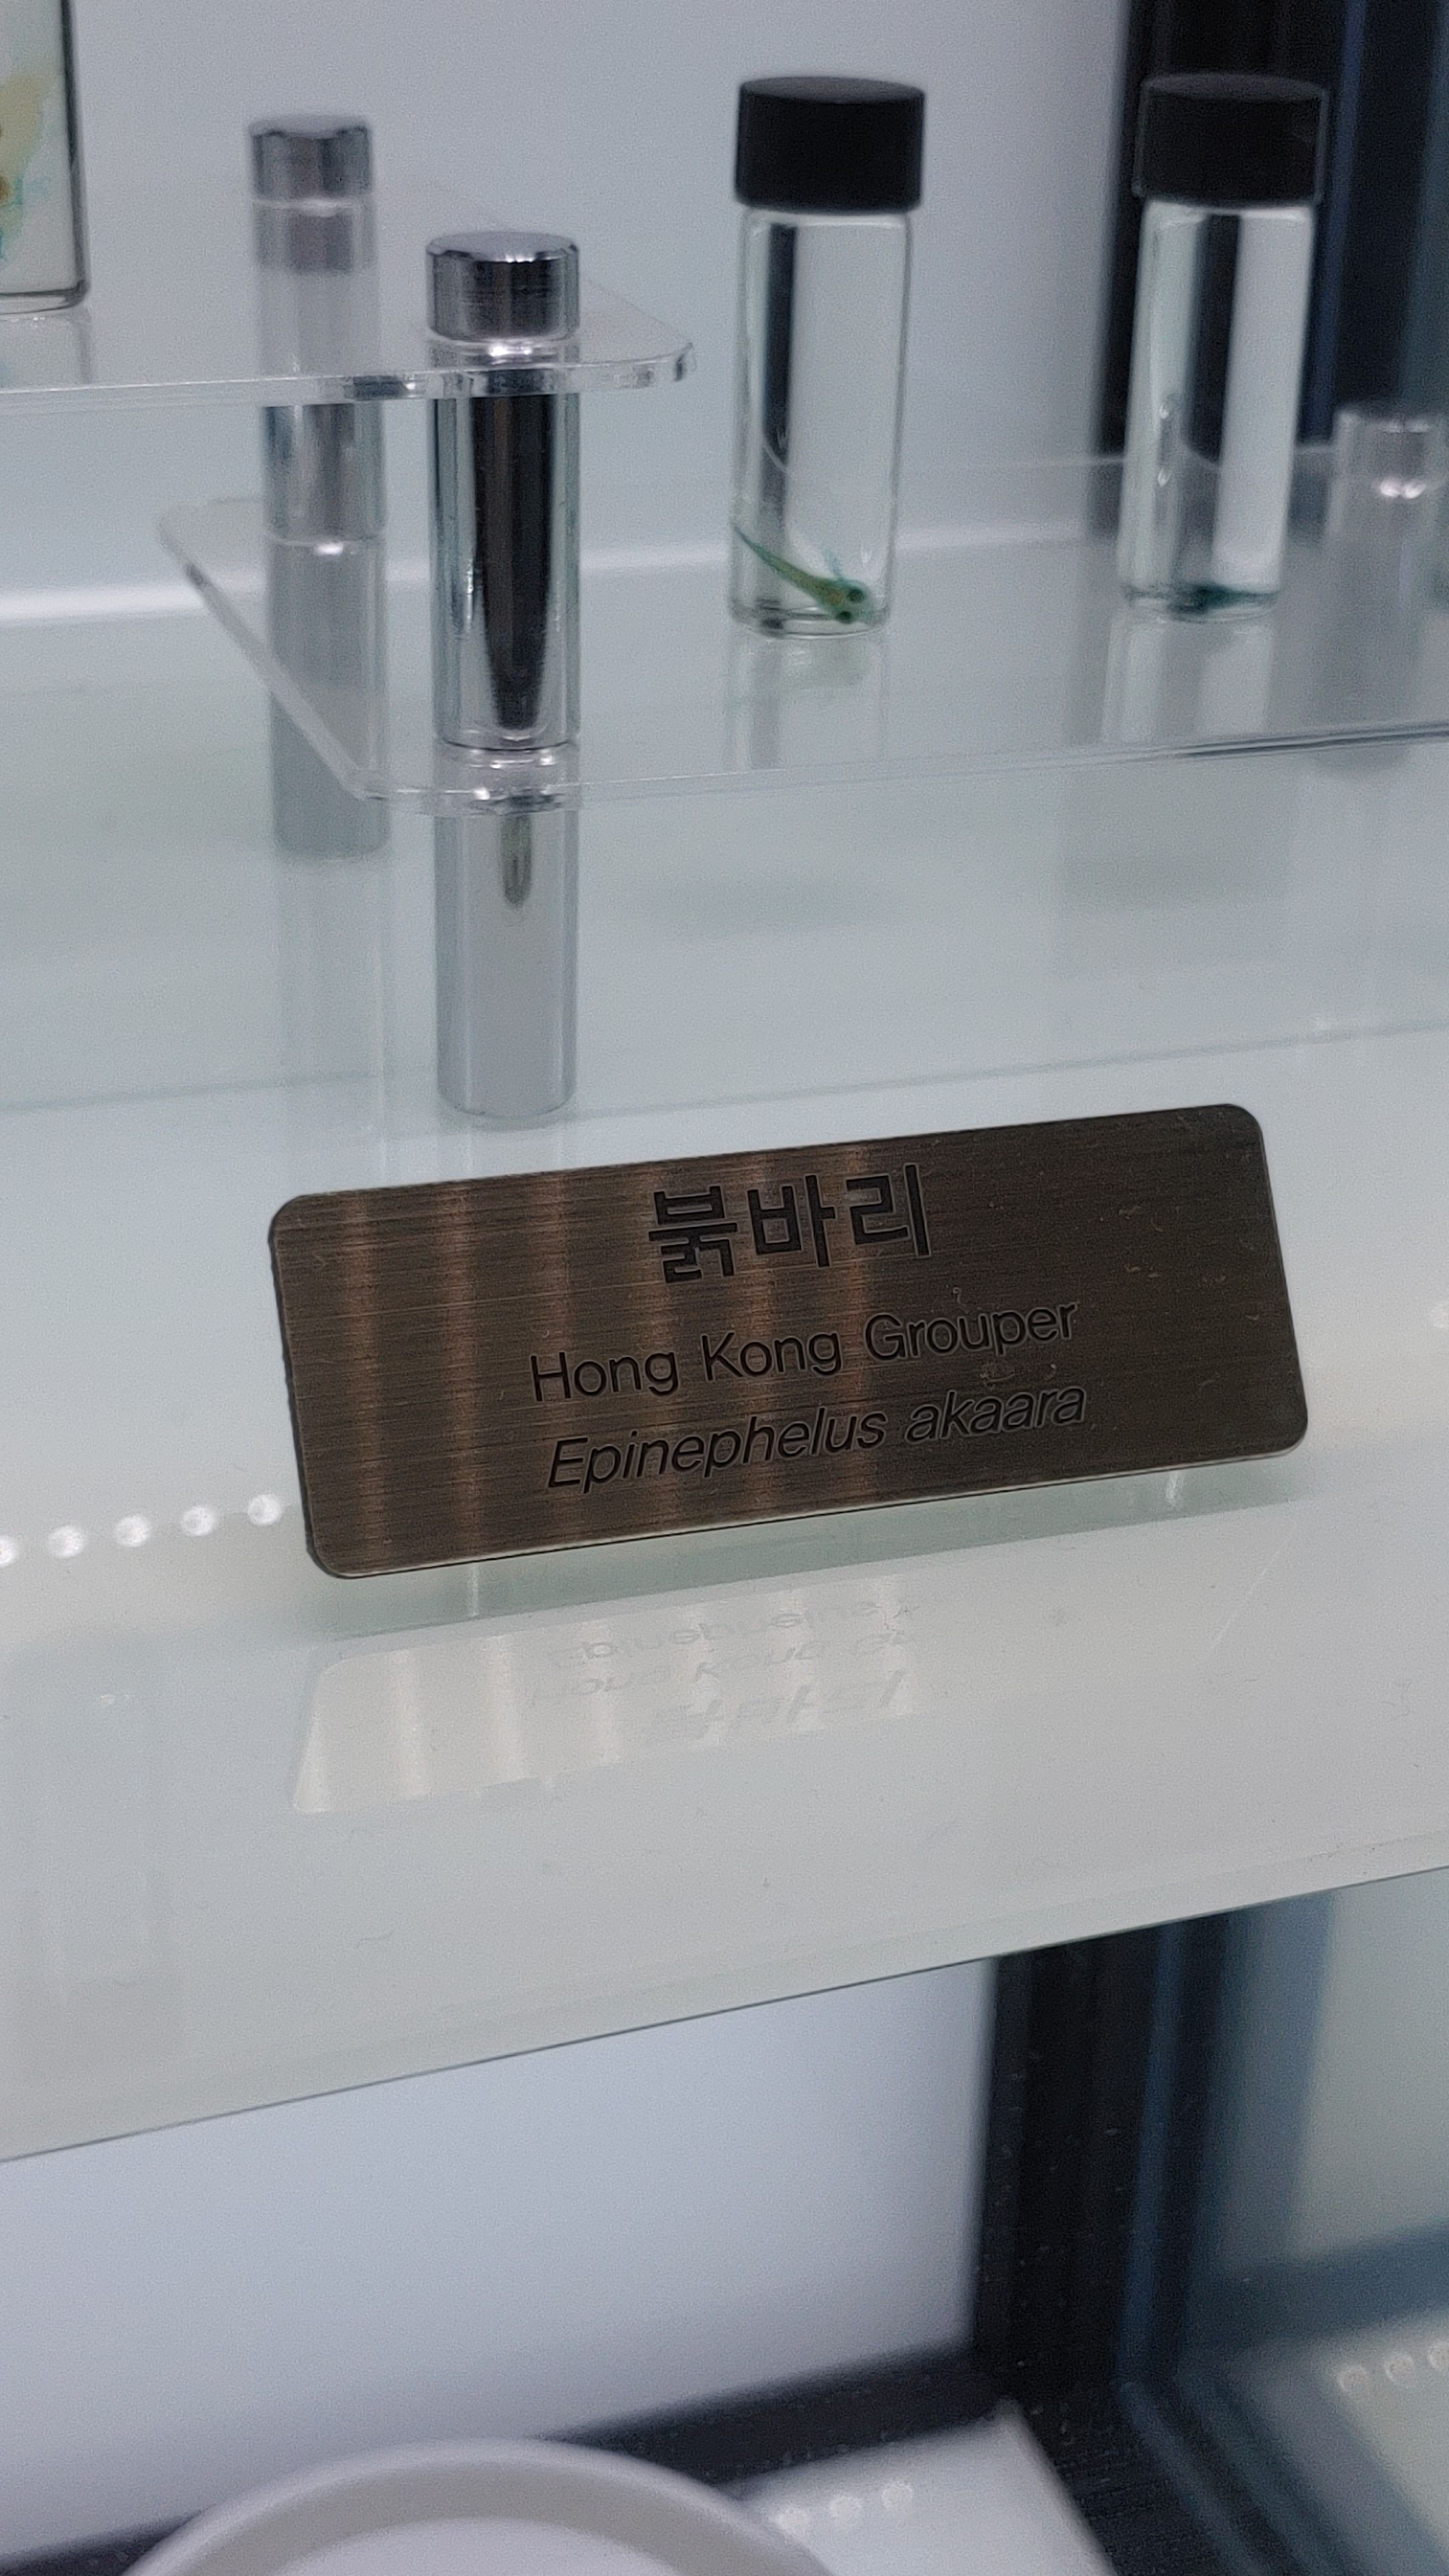 붉바리
Hong Kong Grouper
Epinephelus akaara